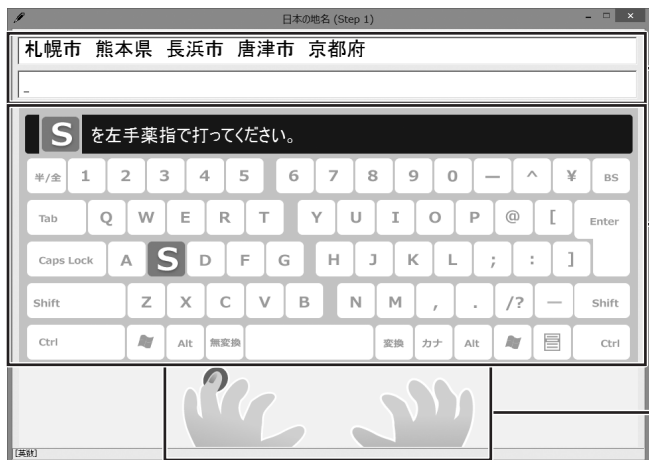 日本の地名 (Step 1)
札幌市 熊本県 長浜市 唐津市 京都府
_
S を左手薬指で打ってください。
半/全 1 2 3 4 5 6 7 8 9 0 — ^ ¥ BS
Tab Q W E R T Y U I O P @ [ Enter
Caps Lock A S D F G H J K L ; : ]
Shift Z X C V B N M , . /? — Shift
Ctrl Alt 無変換 変換 カナ Alt Ctrl
[英数]